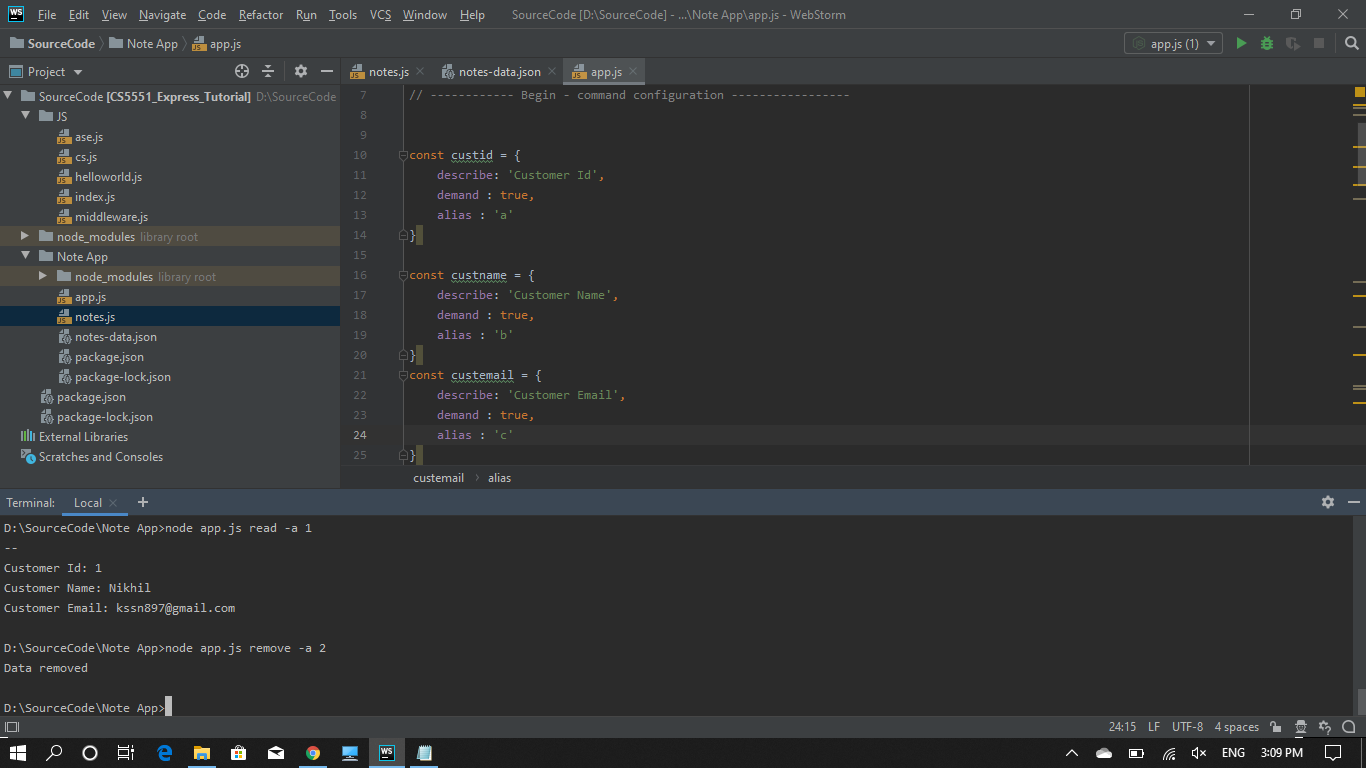 WS File Edit View Navigate Code Refactor Run Tools VCS Window Help SourceCode [D:\SourceCode] - ...\Note App\app.js - WebStorm
SourceCode Note App app.js app.js (1)
Project
notes.js notes-data.json app.js
SourceCode [CS5551_Express_Tutorial] D:\SourceCode
JS
ase.js
cs.js
helloworld.js
index.js
middleware.js
node_modules library root
Note App
node_modules library root
app.js
notes.js
notes-data.json
package.json
package-lock.json
package.json
package-lock.json
External Libraries
Scratches and Consoles
7 // ------------ Begin - command configuration -----------------
8
9
10 const custid = {
11 describe: 'Customer Id',
12 demand : true,
13 alias : 'a'
14 }
15
16 const custname = {
17 describe: 'Customer Name',
18 demand : true,
19 alias : 'b'
20 }
21 const custemail = {
22 describe: 'Customer Email',
23 demand : true,
24 alias : 'c'
25 }
custemail alias
Terminal: Local
D:\SourceCode\Note App>node app.js read -a 1
--
Customer Id: 1
Customer Name: Nikhil
Customer Email: kssn897@gmail.com
D:\SourceCode\Note App>node app.js remove -a 2
Data removed
D:\SourceCode\Note App>
24:15 LF UTF-8 4 spaces
WS ENG 3:09 PM